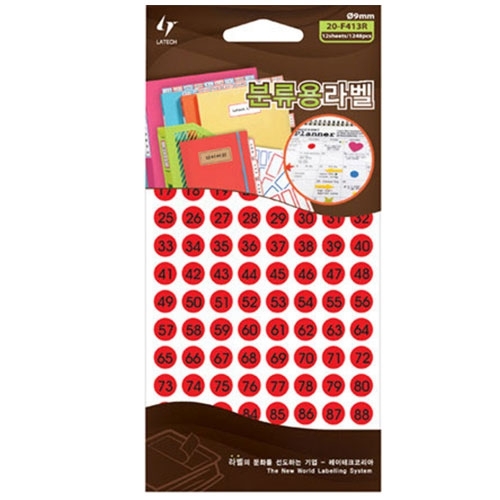 LATECH
Ø9mm
20-F413R
12sheets/1248pcs
분류용라벨
Planner
17 18 19
25 26 27 28 29 30 31 32
33 34 35 36 37 38 39 40
41 42 43 44 45 46 47 48
49 50 51 52 53 54 55 56
57 58 59 60 61 62 63 64
65 66 67 68 69 70 71 72
73 74 75 76 77 78 79 80
84 85 86 87 88
라벨의 문화를 선도하는 기업 - 레이테크코리아
The New World Labelling System